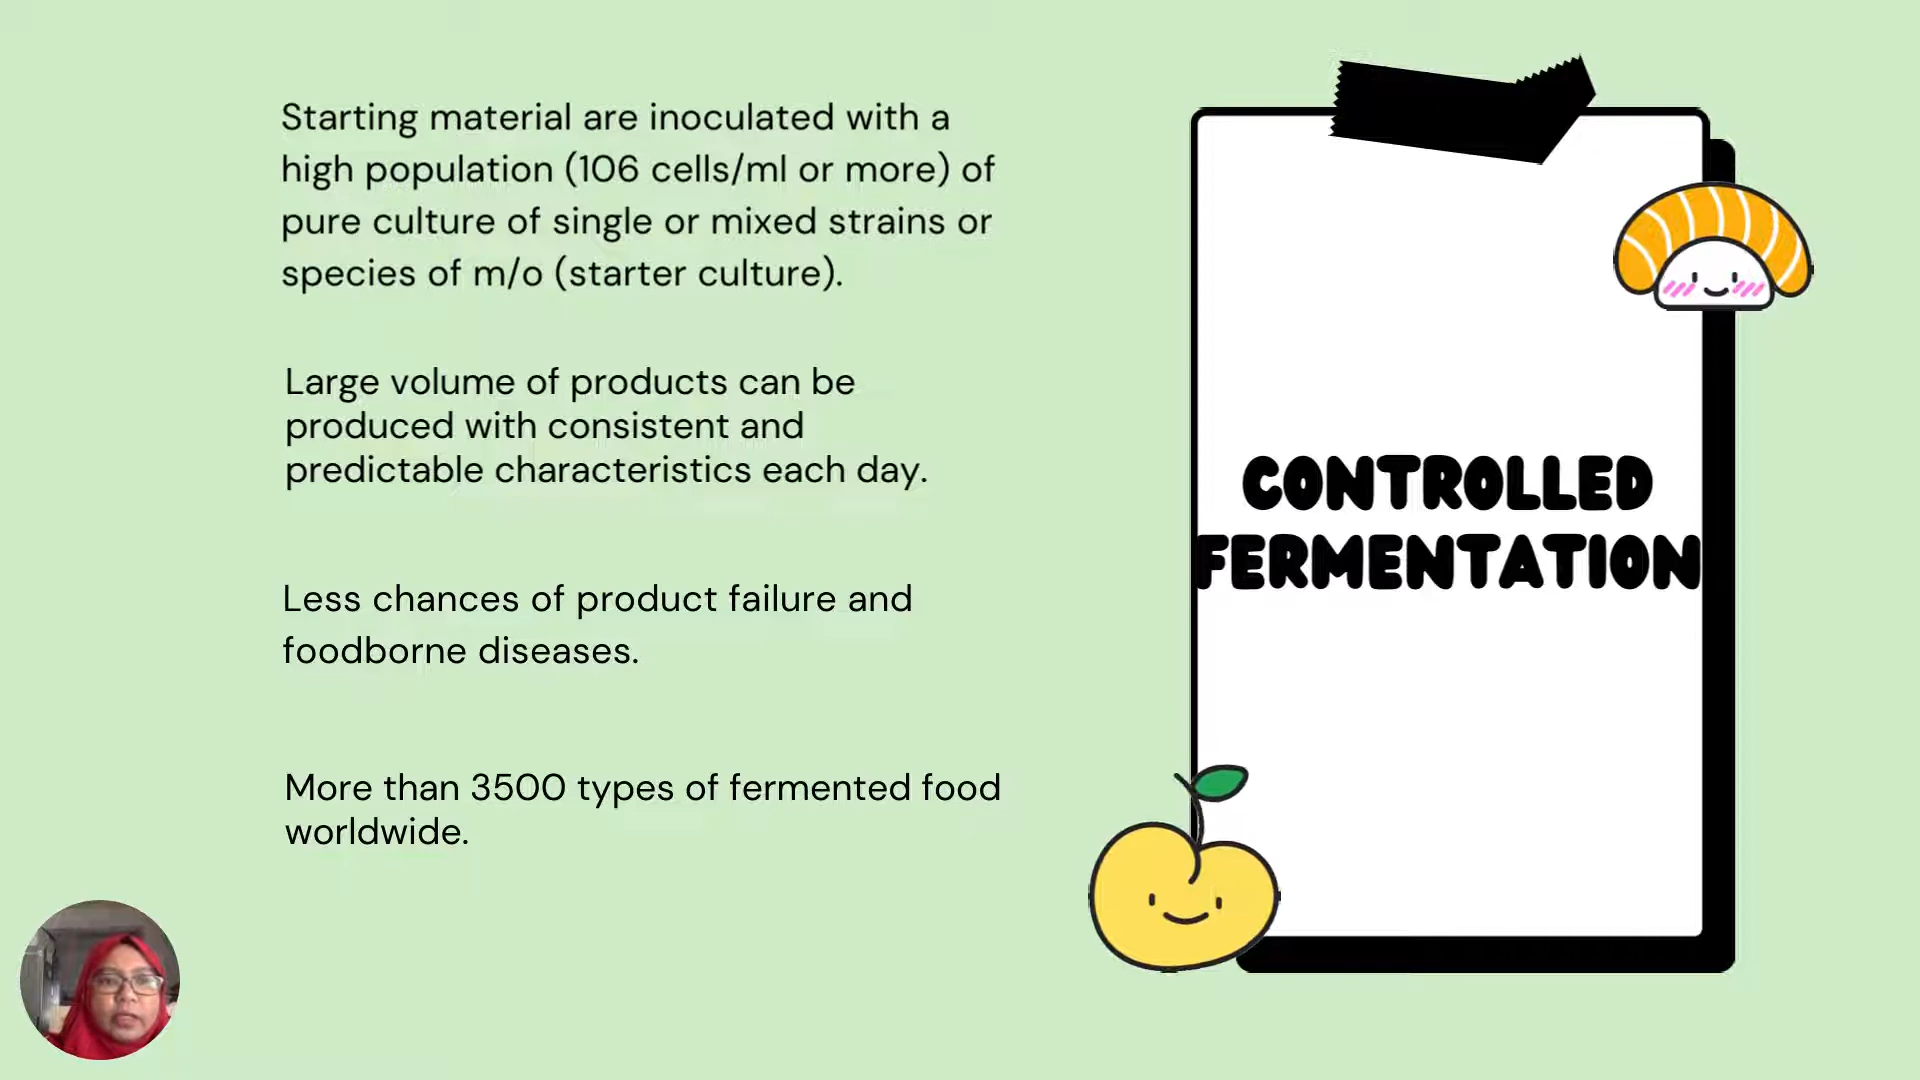 Starting material are inoculated with a
high population (106 cells/ml or more) of
pure culture of single or mixed strains or
species of m/o (starter culture).
Large volume of products can be
produced with consistent and
predictable characteristics each day.
Less chances of product failure and
foodborne diseases.
More than 3500 types of fermented food
worldwide.
CONTROLLED
FERMENTATION